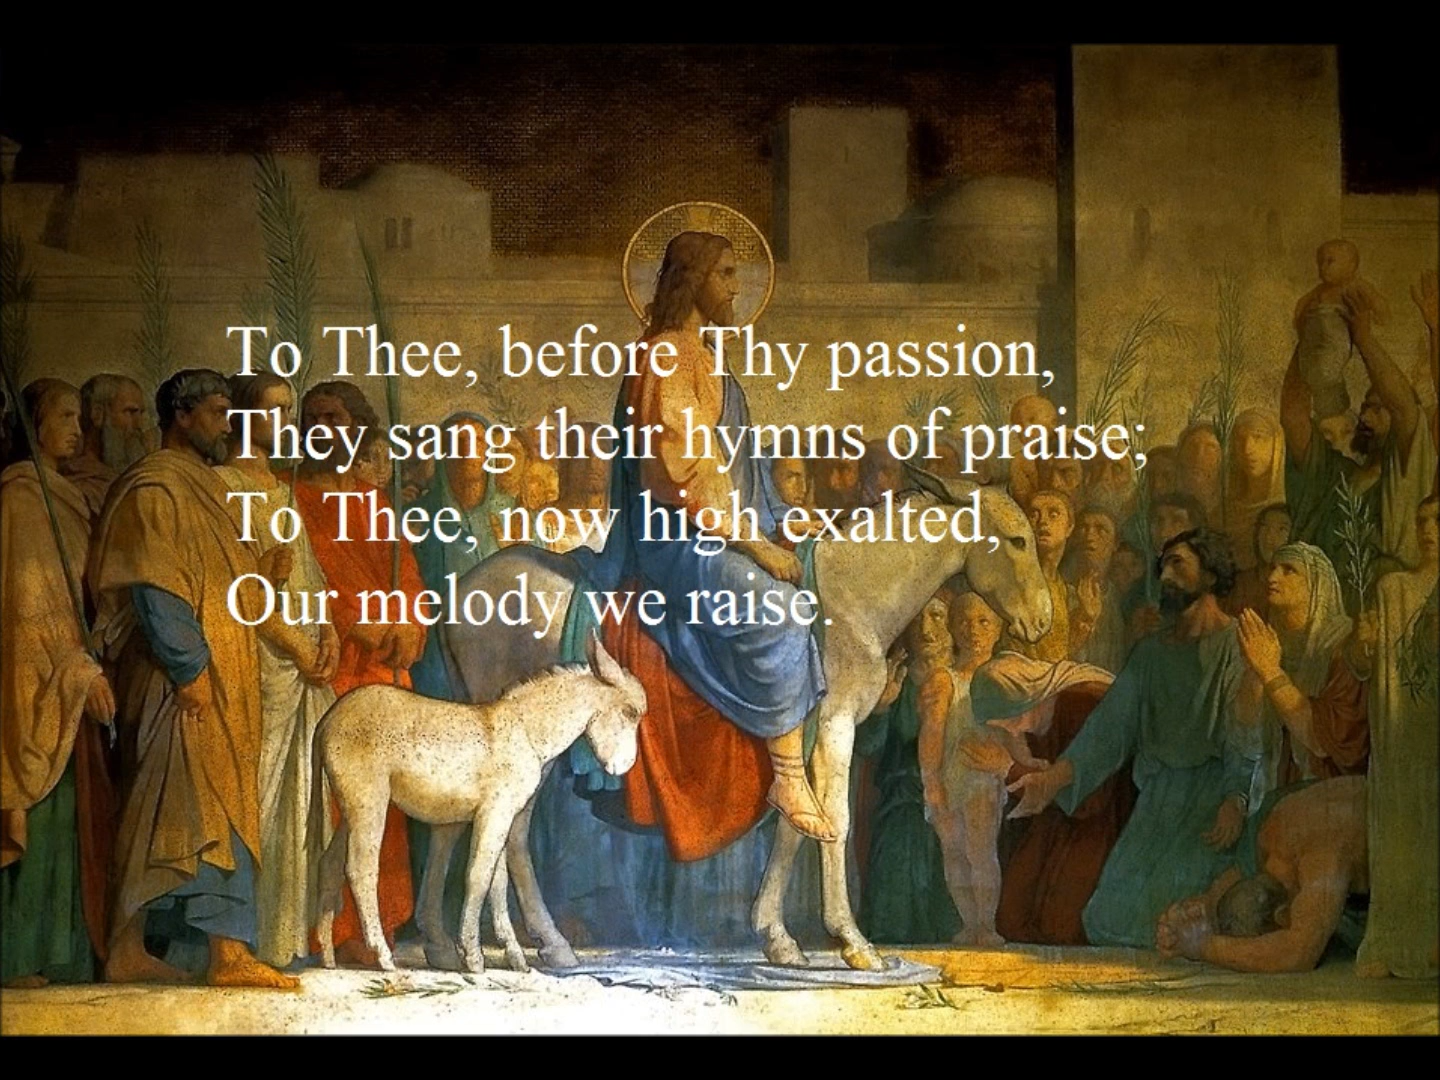 To Thee, before Thy passion,
They sang their hymns of praise;
To Thee, now high exalted,
Our melody we raise.